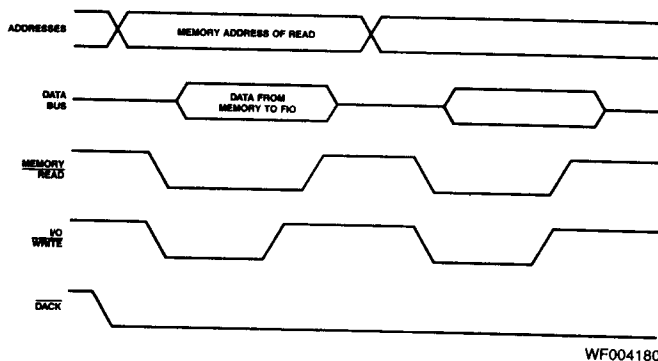 ADDRESSES
MEMORY ADDRESS OF READ
DATA
BUS
DATA FROM
MEMORY TO FIO
MEMORY
READ
I/O
WRITE
DACK
WF004180